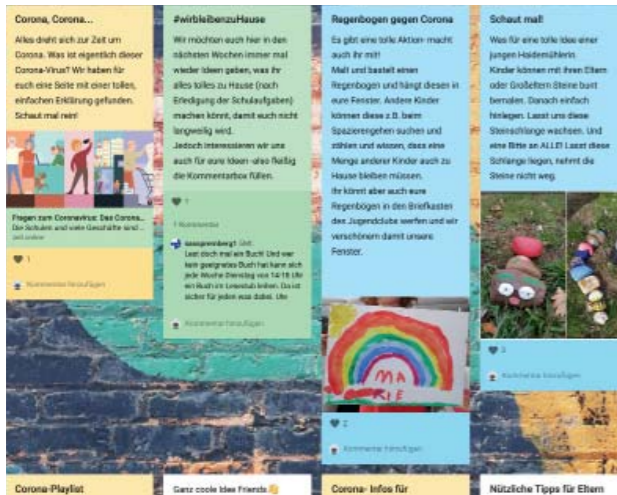 Corona, Corona...
Alles dreht sich zur Zeit um
Corona. Was ist eigentlich dieser
Corona-Virus? Wir haben für
euch eine Seite mit einer tollen,
einfachen Erklärung gefunden.
Schaut mal rein!
Fragen zum Coronavirus: Das Corona...
Die Schulen und viele Geschäfte sind ...
zeit online
1
Kommentar hinzufügen
#wirbleibenzuHause
Wir möchten euch hier in den
nächsten Wochen immer mal
wieder Ideen geben, was ihr
alles tolles zu Hause (nach
Erledigung der Schulaufgaben)
machen könnt, damit euch nicht
langweilig wird.
Jedoch interessieren wir uns
auch für eure Ideen -also fleißig
die Kommentarbox füllen.
1
1 Kommentar
Lest doch mal ein Buch! Und wer
kein geeignetes Buch hat kann sich
jede Woche Dienstag von 14-18 Uhr
ein Buch im Lesestub leihen. Da ist
sicher für jeden was dabei. Ute
Kommentar hinzufügen
Regenbogen gegen Corona
Es gibt eine tolle Aktion- macht
auch ihr mit!
Malt und bastelt einen
Regenbogen und hängt diesen in
eure Fenster. Andere Kinder
können diese z.B. beim
Spazierengehen suchen und
zählen und wissen, dass eine
Menge anderer Kinder auch zu
Hause bleiben müssen.
Ihr könnt aber auch eure
Regenbögen in den Briefkasten
des Jugendclubs werfen und wir
verschönern damit unsere
Fenster.
MA
RIE
2
Kommentar hinzufügen
Schaut mal!
Was für eine tolle Idee einer
jungen Haidemühlerin.
Kinder können mit ihren Eltern
oder Großeltern Steine bunt
bemalen. Danach einfach
hinlegen. Lasst uns diese
Steinschlange wachsen. Und
eine Bitte an ALLE! Lasst diese
Schlange liegen, nehmt die
Steine nicht weg.
3
Kommentar hinzufügen
Corona-Playlist
Ganz coole Idee Friends👏
Corona- Infos für
Nützliche Tipps für Eltern